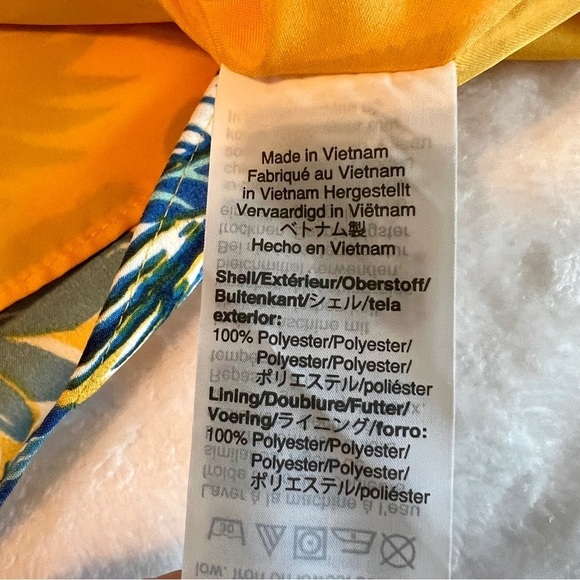 Made in Vietnam
Fabriqué au Vietnam
in Vietnam Hergestellt
Vervaardigd in Viëtnam
ベトナム製
Hecho en Vietnam
Shell/Extérieur/Oberstoff/
Buitenkant/シェル/tela
exterior:
100% Polyester/Polyester/
Polyester/Polyester/
ポリエステル/poliéster
Lining/Doublure/Futter/
Voering/ライニング/forro:
100% Polyester/Polyester/
Polyester/Polyester/
ポリエステル/poliéster